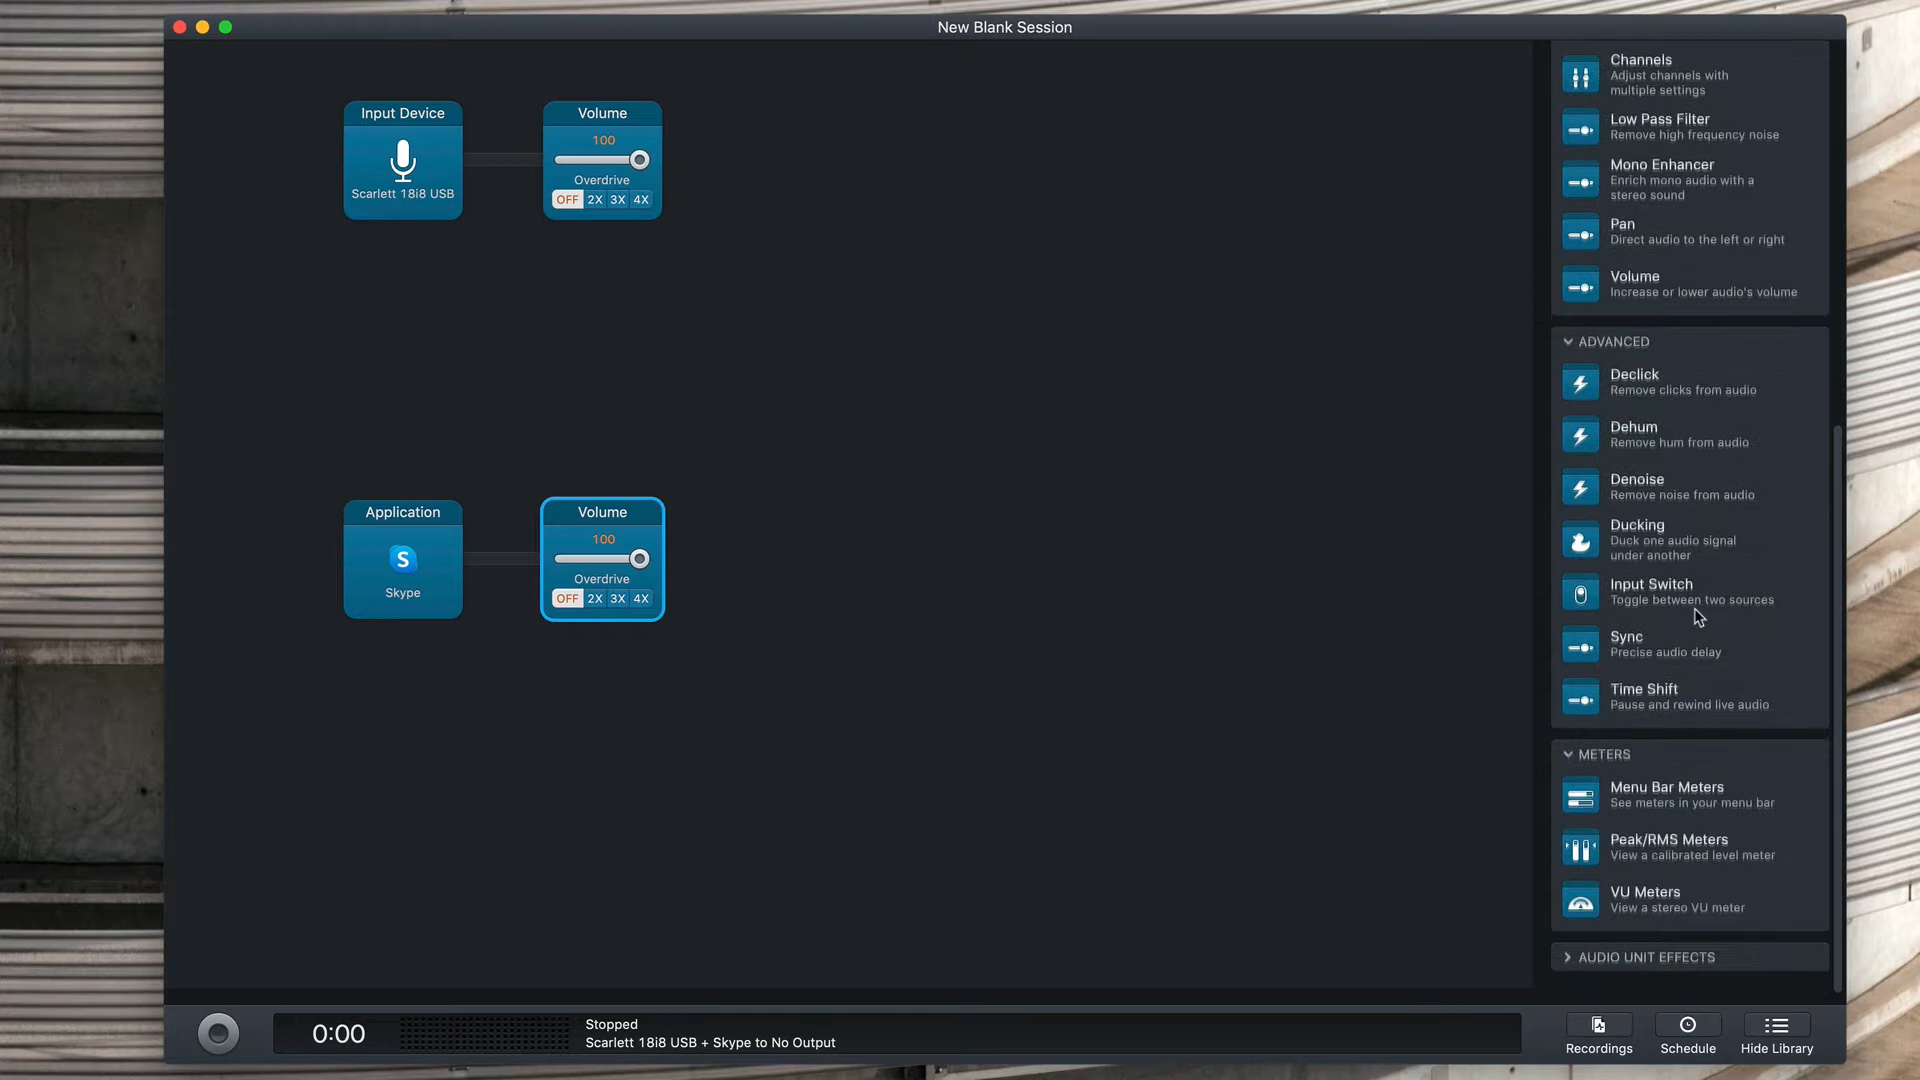 New Blank Session
Input Device
Scarlett 18i8 USB
Volume
100
Overdrive
OFF 2X 3X 4X
Application
S
Skype
Volume
100
Overdrive
OFF 2X 3X 4X
Channels
Adjust channels with
multiple settings
Low Pass Filter
Remove high frequency noise
Mono Enhancer
Enrich mono audio with a
stereo sound
Pan
Direct audio to the left or right
Volume
Increase or lower audio's volume
ADVANCED
Declick
Remove clicks from audio
Dehum
Remove hum from audio
Denoise
Remove noise from audio
Ducking
Duck one audio signal
under another
Input Switch
Toggle between two sources
Sync
Precise audio delay
Time Shift
Pause and rewind live audio
METERS
Menu Bar Meters
See meters in your menu bar
Peak/RMS Meters
View a calibrated level meter
VU Meters
View a stereo VU meter
AUDIO UNIT EFFECTS
0:00
Stopped
Scarlett 18i8 USB + Skype to No Output
Recordings
Schedule
Hide Library